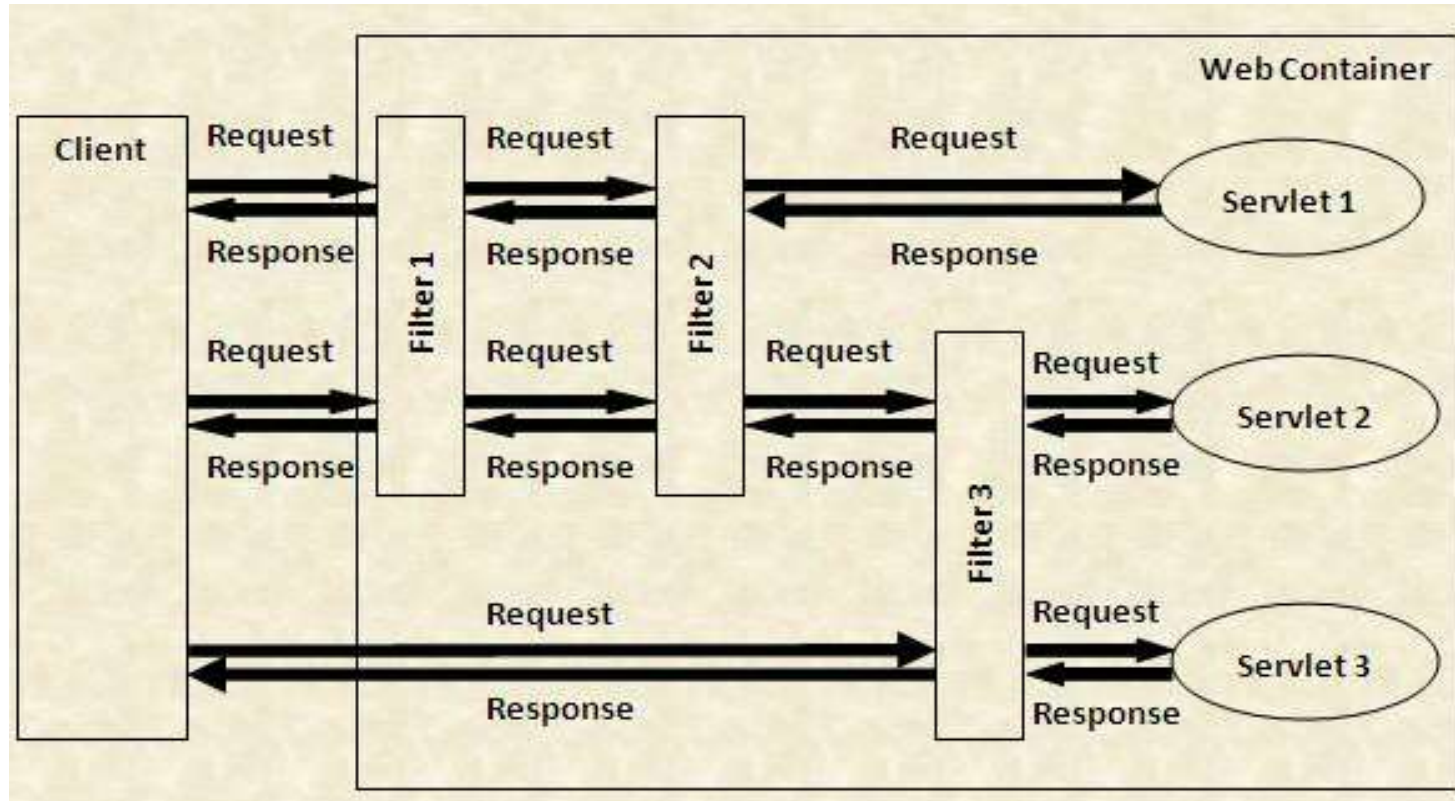 Web Container
Client
Request
Request
Request
Servlet 1
Response
Response
Response
Filter 1
Filter 2
Request
Request
Request
Request
Servlet 2
Response
Response
Response
Response
Filter 3
Request
Request
Servlet 3
Response
Response